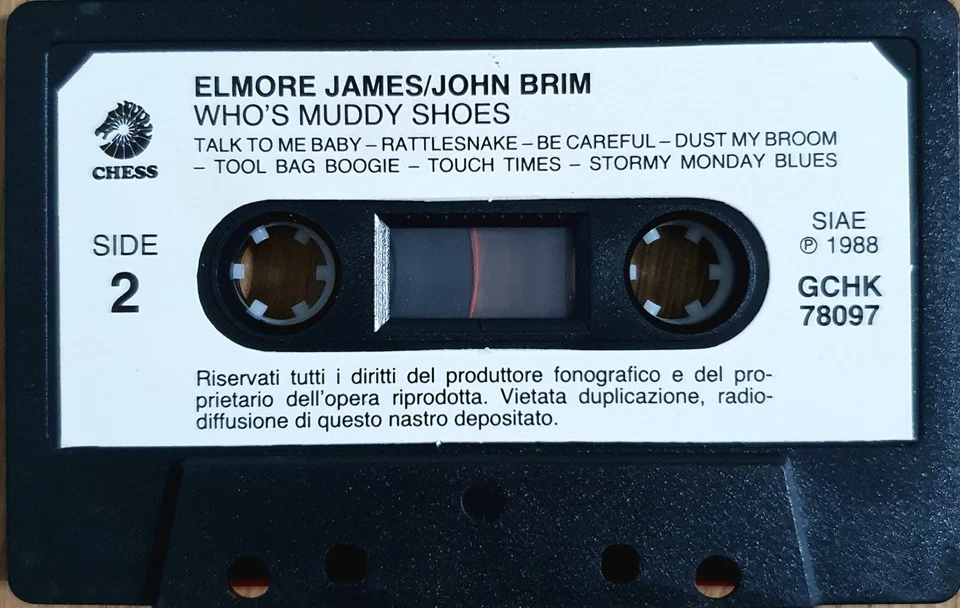 ELMORE JAMES/JOHN BRIM
WHO'S MUDDY SHOES
TALK TO ME BABY – RATTLESNAKE – BE CAREFUL – DUST MY BROOM
– TOOL BAG BOOGIE – TOUCH TIMES – STORMY MONDAY BLUES
CHESS
SIDE
2
SIAE
℗ 1988
GCHK
78097
Riservati tutti i diritti del produttore fonografico e del pro-
prietario dell'opera riprodotta. Vietata duplicazione, radio-
diffusione di questo nastro depositato.